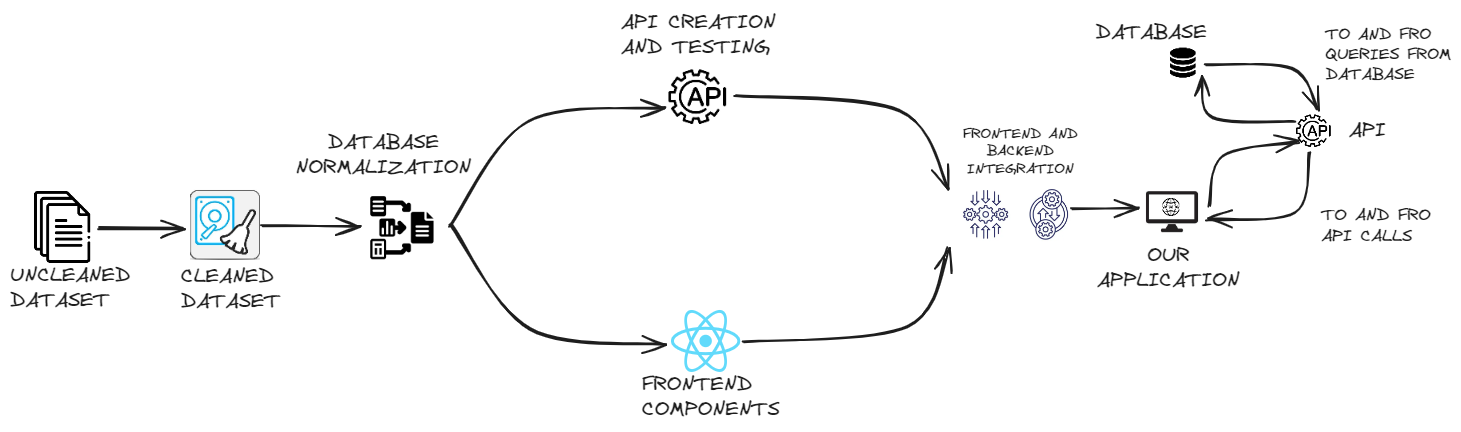 UNCLEANED
DATASET
CLEANED
DATASET
DATABASE
NORMALIZATION
API CREATION
AND TESTING
API
FRONTEND
COMPONENTS
FRONTEND AND
BACKEND
INTEGRATION
OUR
APPLICATION
DATABASE
TO AND FRO
QUERIES FROM
DATABASE
API
API
TO AND FRO
API CALLS